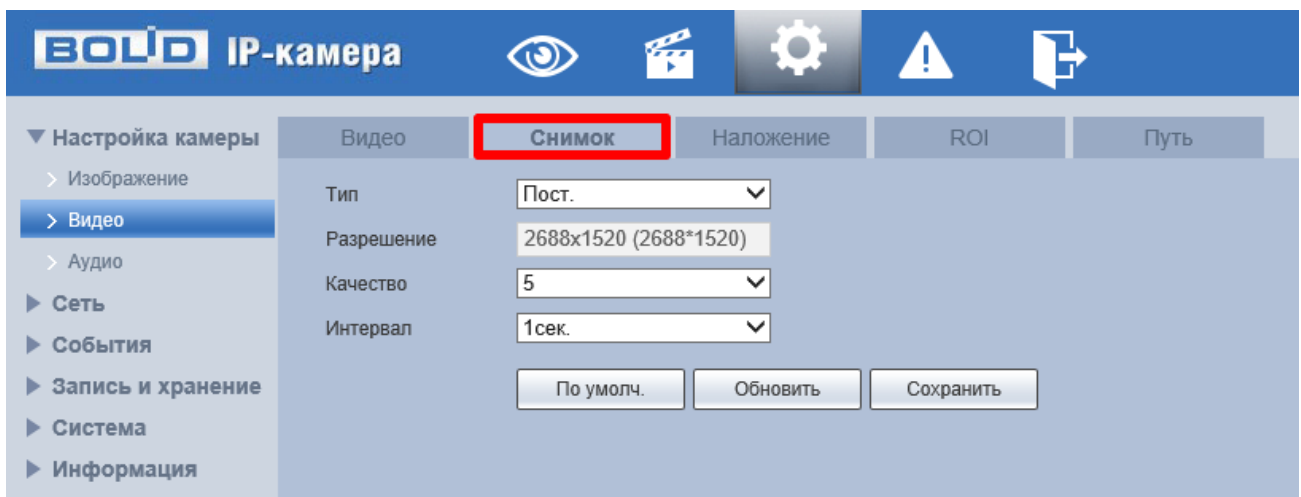 BOLID IP-камера
Настройка камеры
Изображение
Видео
Аудио
Сеть
События
Запись и хранение
Система
Информация
Видео Снимок Наложение ROI Путь
Тип Пост.
Разрешение 2688x1520 (2688*1520)
Качество 5
Интервал 1сек.
По умолч. Обновить Сохранить